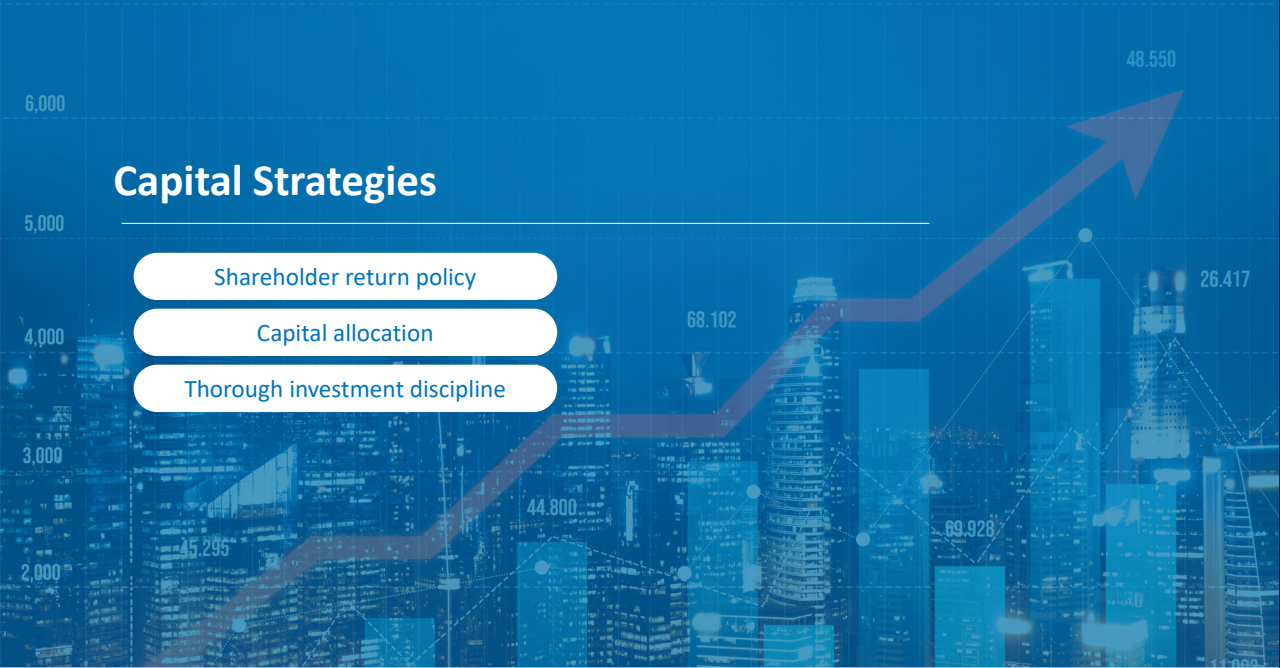 48.550
6,000
Capital Strategies
5,000
Shareholder return policy
26.417
68.102
Capital allocation
4,000
Thorough investment discipline
3,000
44.800
69.928
45.295
2,000